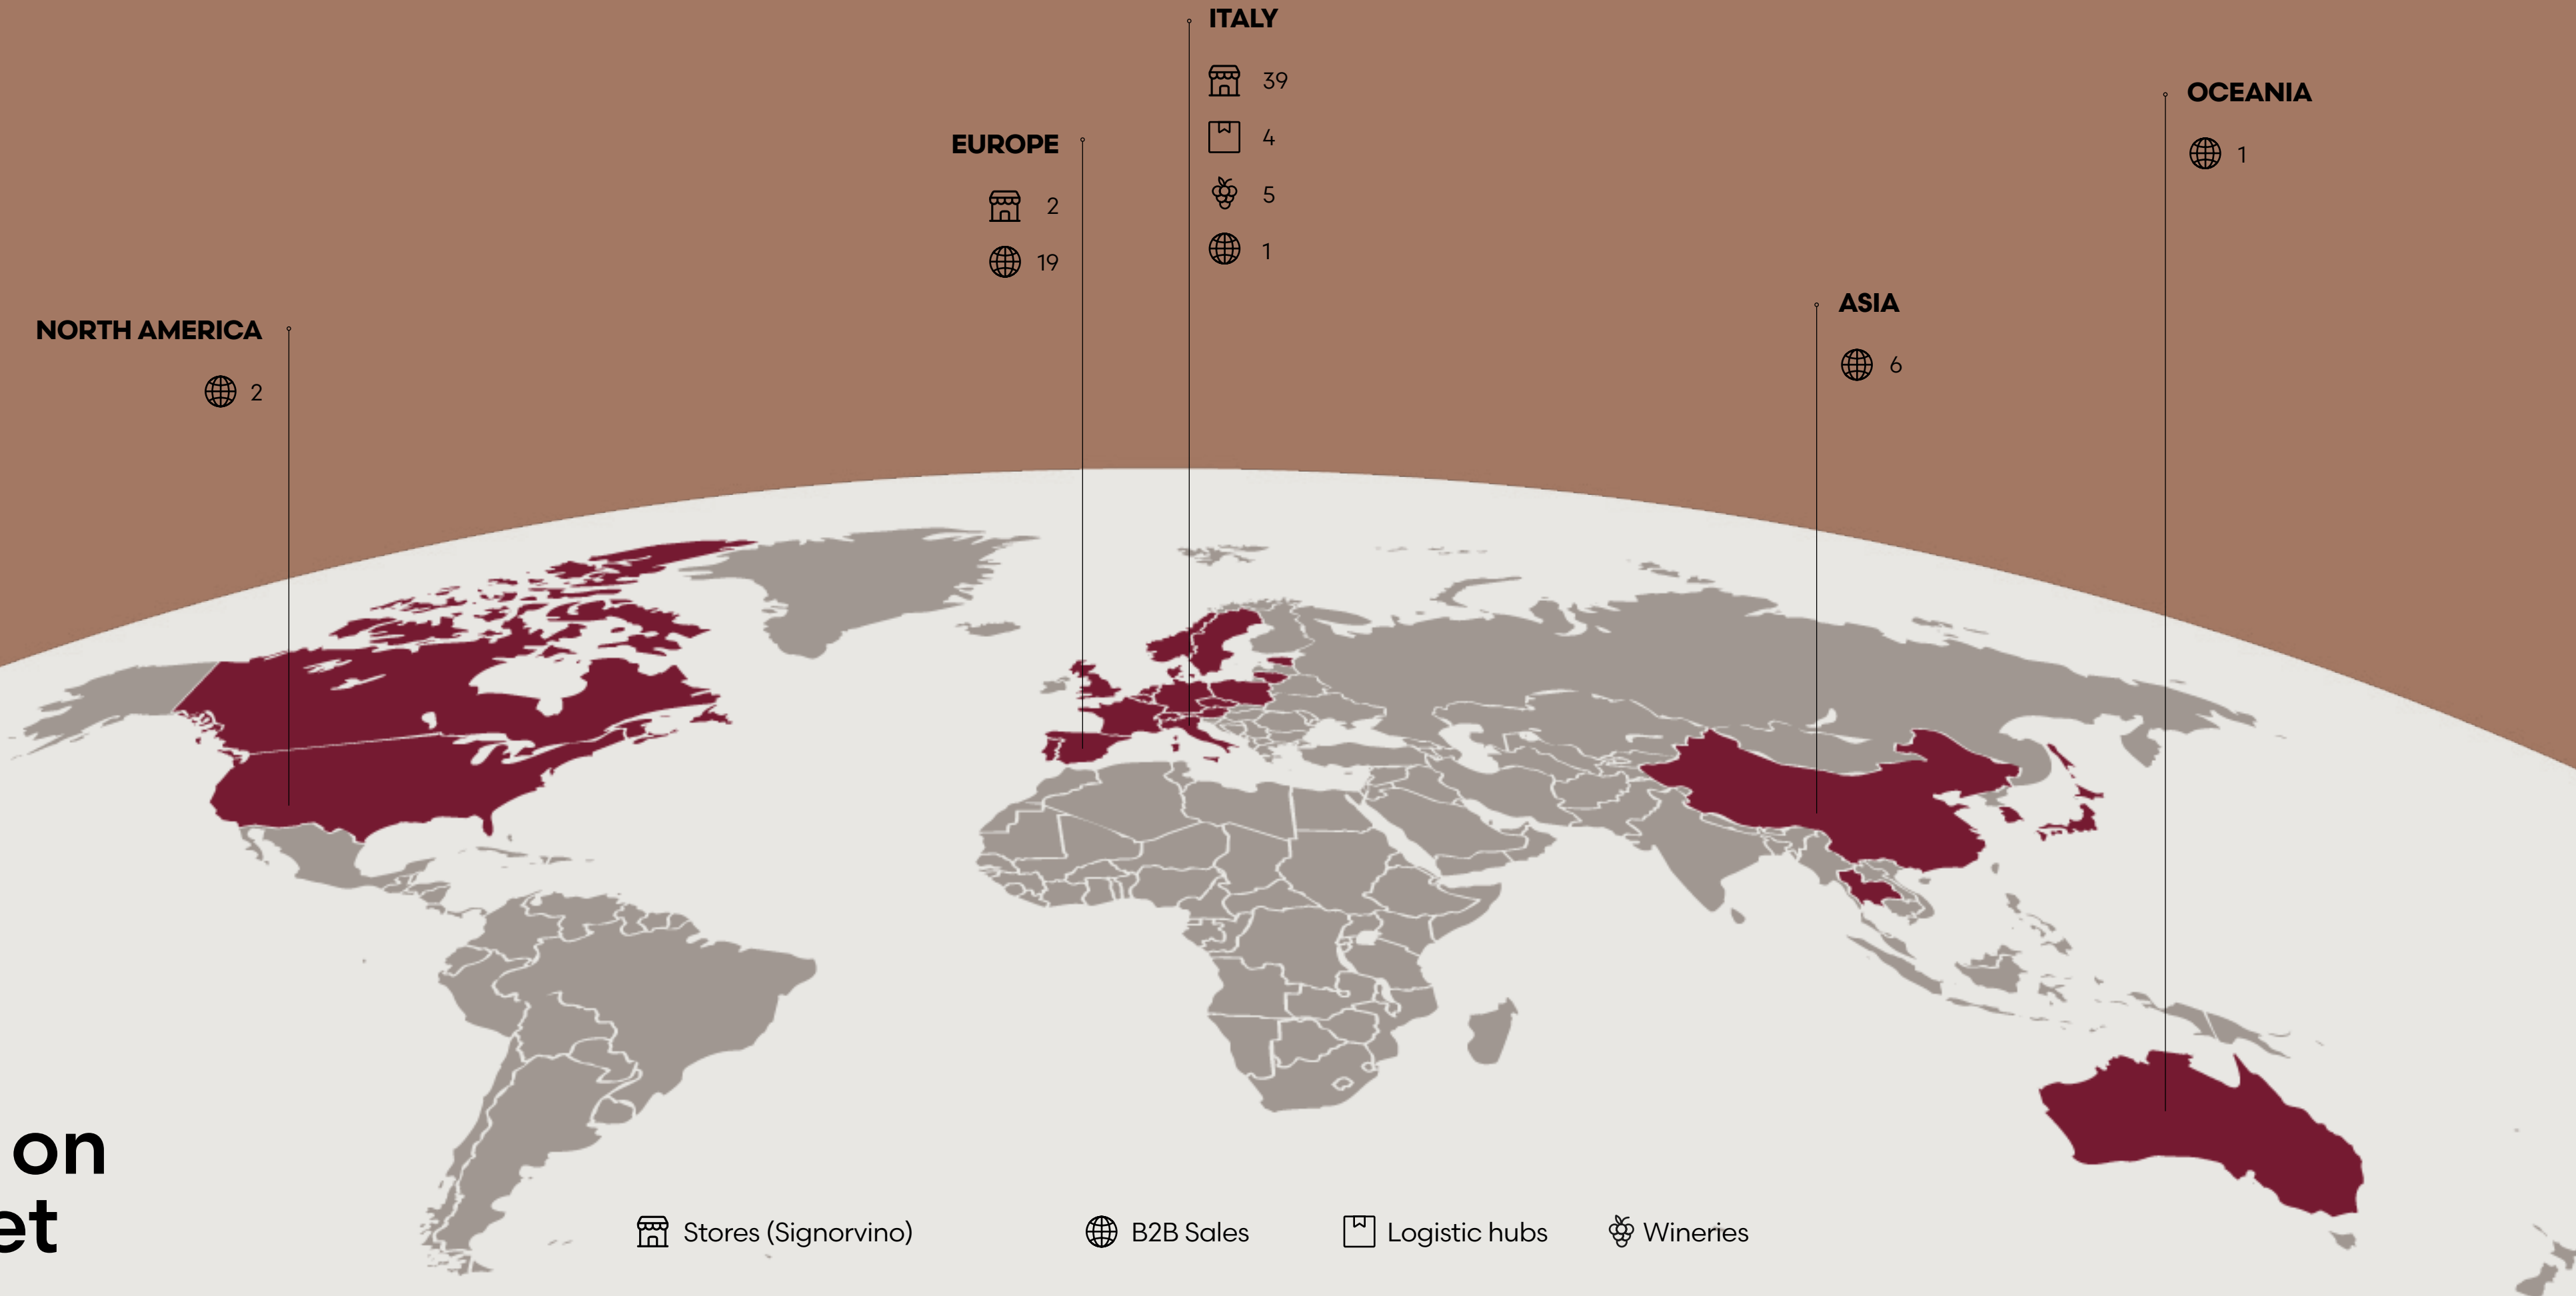 ITALY
39
4
5
1
OCEANIA
1
EUROPE
2
19
ASIA
6
NORTH AMERICA
2
on
et
Stores (Signorvino)
B2B Sales
Logistic hubs
Wineries